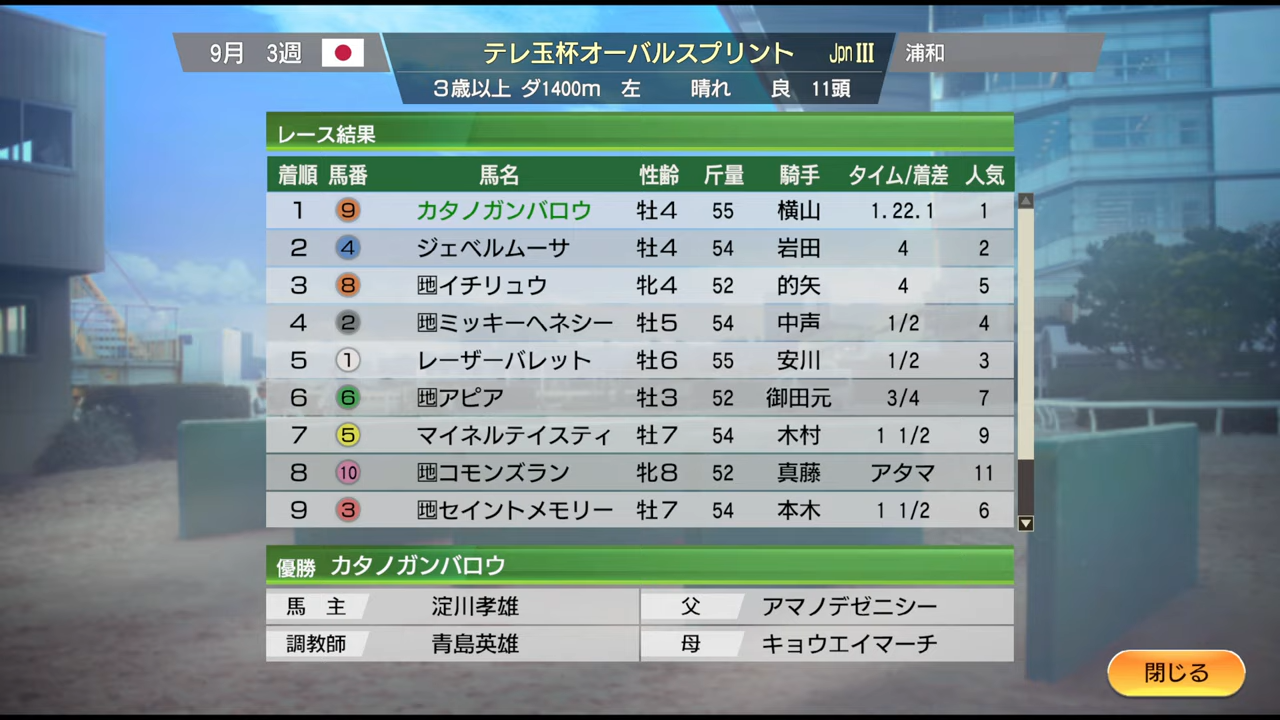 9月 3週 テレ玉杯オーバルスプリント JpnIII 浦和
3歳以上 ダ1400m 左 晴れ 良 11頭
レース結果
着順 馬番 馬名 性齢 斤量 騎手 タイム/着差 人気
1 9 カタノガンバロウ 牡4 55 横山 1.22.1 1
2 4 ジェベルムーサ 牡4 54 岩田 4 2
3 8 地イチリュウ 牝4 52 的矢 4 5
4 2 地ミッキーヘネシー 牡5 54 中声 1/2 4
5 1 レーザーバレット 牡6 55 安川 1/2 3
6 6 地アピア 牡3 52 御田元 3/4 7
7 5 マイネルテイスティ 牡7 54 木村 1 1/2 9
8 10 地コモンズラン 牝8 52 真藤 アタマ 11
9 3 地セイントメモリー 牡7 54 本木 1 1/2 6
優勝 カタノガンバロウ
馬主 淀川孝雄 父 アマノデゼニシー
調教師 青島英雄 母 キョウエイマーチ
閉じる